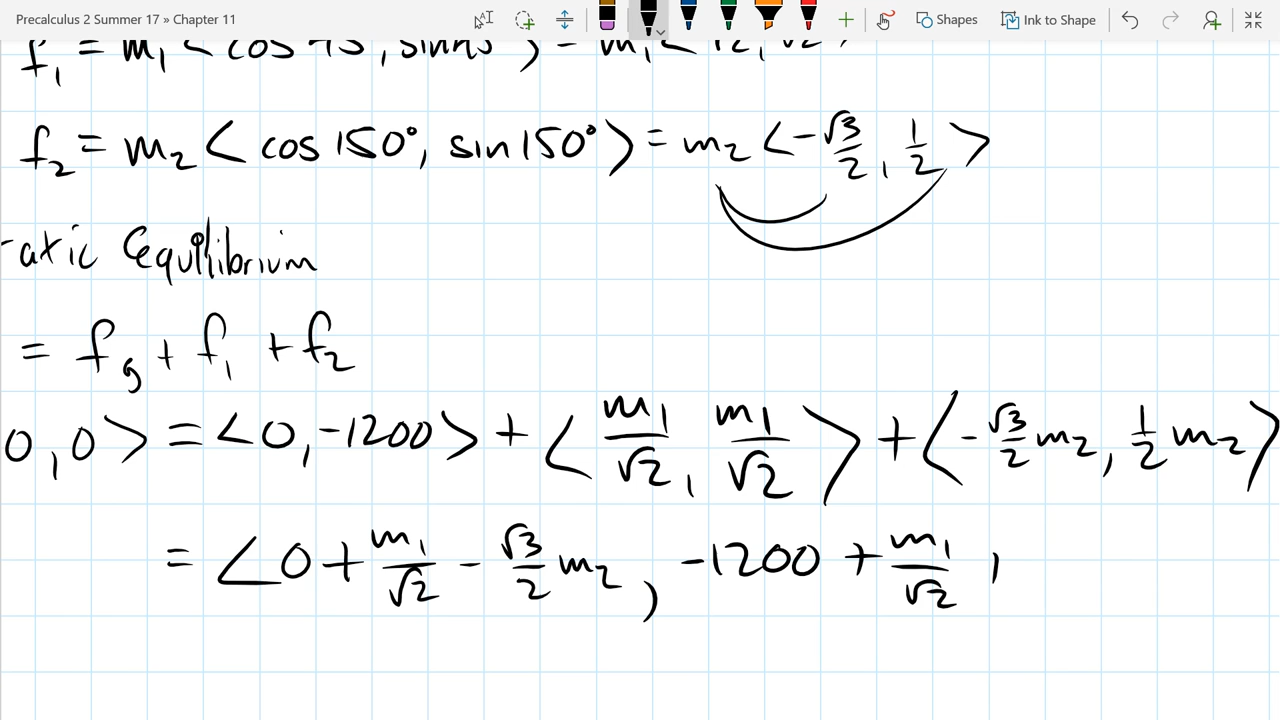 Precalculus 2 Summer 17 » Chapter 11
Shapes
Ink to Shape
f₂ = m₂ < cos 150°, sin 150° > = m₂ < -√3/2, 1/2 >
Equilibrium
= f_g + f₁ + f₂
0, 0 > = < 0, -1200 > + < m₁/√2, m₁/√2 > + < -√3/2 m₂, 1/2 m₂ >
= < 0 + m₁/√2 - √3/2 m₂, -1200 + m₁/√2